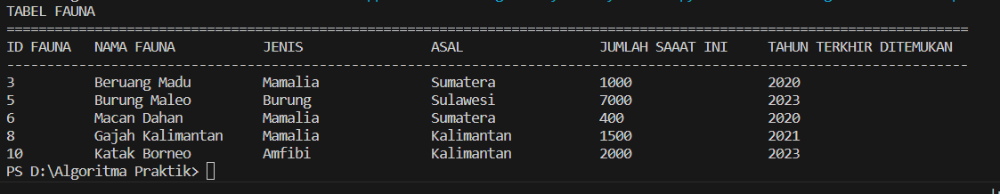 TABEL FAUNA
========================================================================================================================
ID FAUNA   NAMA FAUNA           JENIS                ASAL                 JUMLAH SAAAT INI     TAHUN TERKHIR DITEMUKAN
------------------------------------------------------------------------------------------------------------------------
3          Beruang Madu         Mamalia              Sumatera             1000                 2020
5          Burung Maleo         Burung               Sulawesi             7000                 2023
6          Macan Dahan          Mamalia              Sumatera             400                  2020
8          Gajah Kalimantan     Mamalia              Kalimantan           1500                 2021
10         Katak Borneo         Amfibi               Kalimantan           2000                 2023
PS D:\Algoritma Praktik>